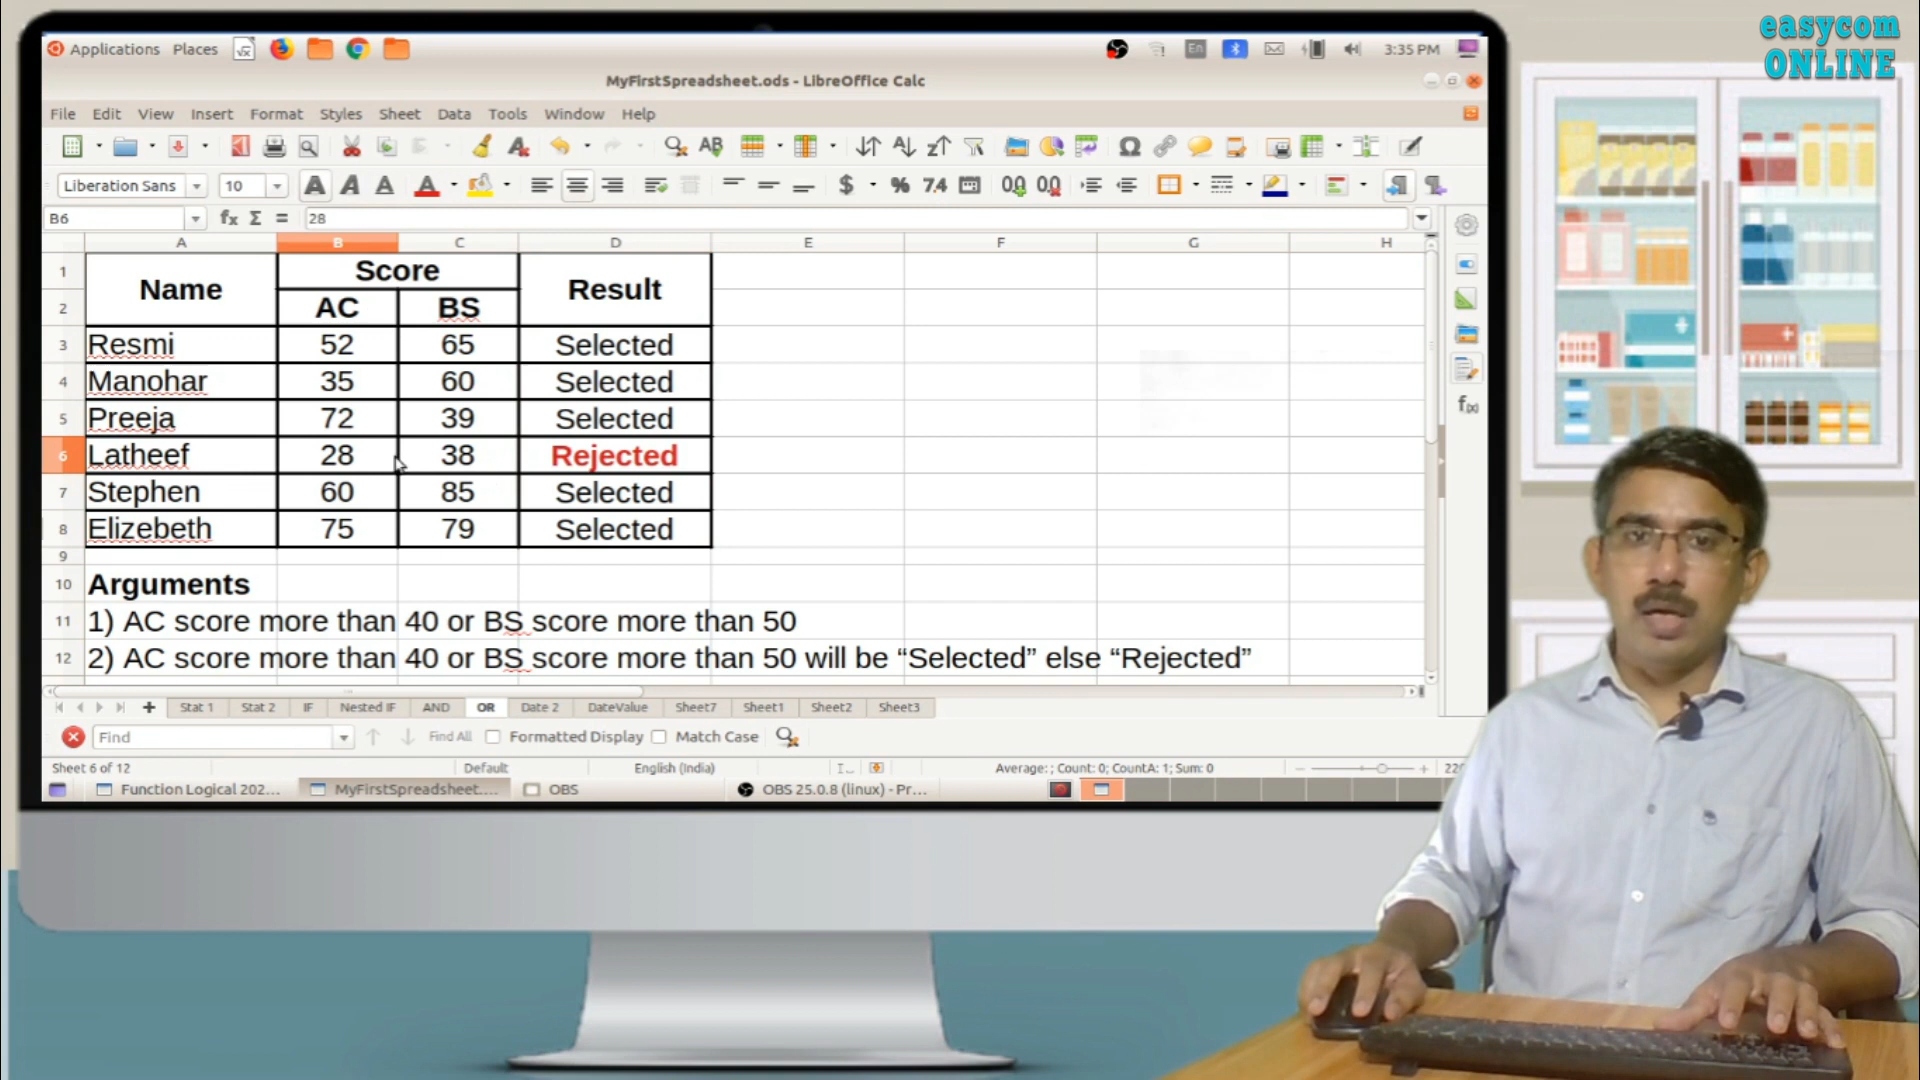 easycom
ONLINE
Applications Places
En
3:35 PM
MyFirstSpreadsheet.ods - LibreOffice Calc
File Edit View Insert Format Styles Sheet Data Tools Window Help
Liberation Sans 10
B6 28
A B C D E F G H
1 Name Score Result
2 AC BS
3 Resmi 52 65 Selected
4 Manohar 35 60 Selected
5 Preeja 72 39 Selected
6 Latheef 28 38 Rejected
7 Stephen 60 85 Selected
8 Elizebeth 75 79 Selected
9
10 Arguments
11 1) AC score more than 40 or BS score more than 50
12 2) AC score more than 40 or BS score more than 50 will be “Selected” else “Rejected”
Stat 1 Stat 2 IF Nested IF AND OR Date 2 DateValue Sheet7 Sheet1 Sheet2 Sheet3
Find Find All Formatted Display Match Case
Sheet 6 of 12 Default English (India) Average: ; Count: 0; CountA: 1; Sum: 0
Function Logical 202... MyFirstSpreadsheet.... OBS OBS 25.0.8 (linux) - Pr...